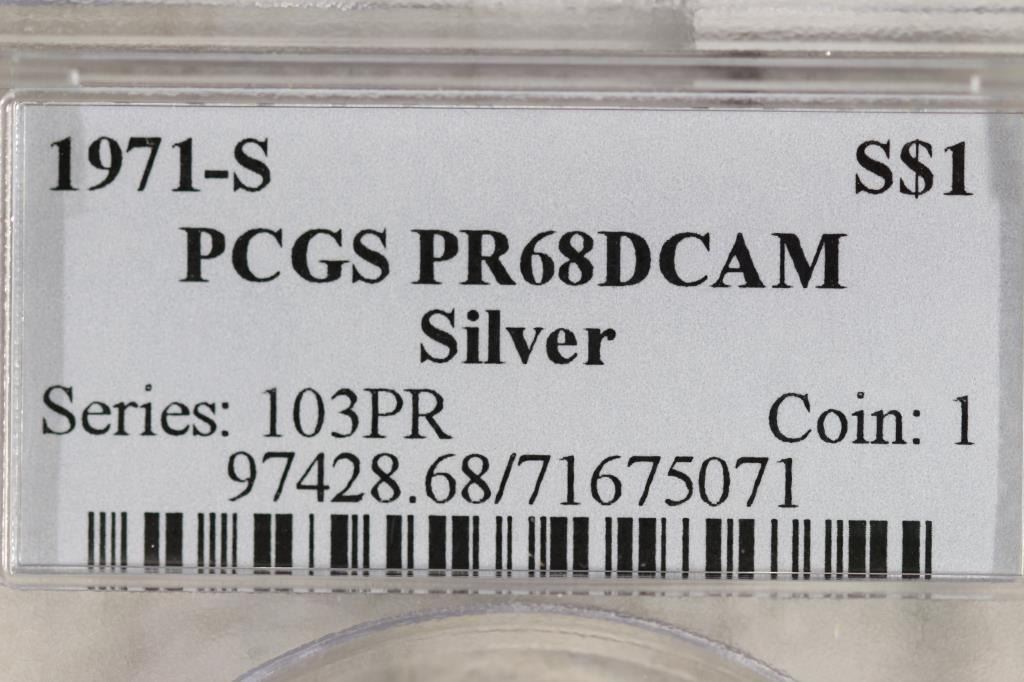 1971-S S$1
PCGS PR68DCAM
Silver
Series: 103PR Coin: 1
97428.68/71675071